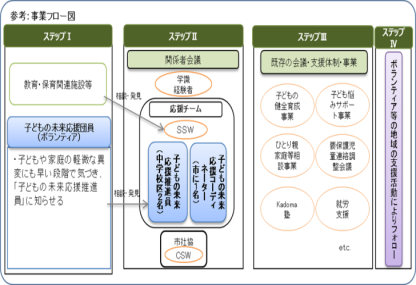 参考：事業フロー図
ステップⅠ
教育・保育関連施設等
子どもの未来応援団員
（ボランティア）
・子どもや家庭の軽微な異
変にも早い段階で気づき、
「子どもの未来応援推進
員」に知らせる
相談・発見
相談・発見
ステップⅡ
関係者会議
学識
経験者
応援チーム
SSW
子どもの未来
応援推進員
（中学校区２名）
子どもの未来
応援コーディ
ネーター
（市に１名）
市社協
CSW
ステップⅢ
既存の会議・支援体制・事業
子どもの
健全育成
事業
子ども悩
みサポー
ト事業
ひとり親
家庭等相
談事業
要保護児
童連絡調
整会議
Kadoma
塾
就労
支援
etc.
ステップ
Ⅳ
ボランティア等の地域の支援活動によりフォロー